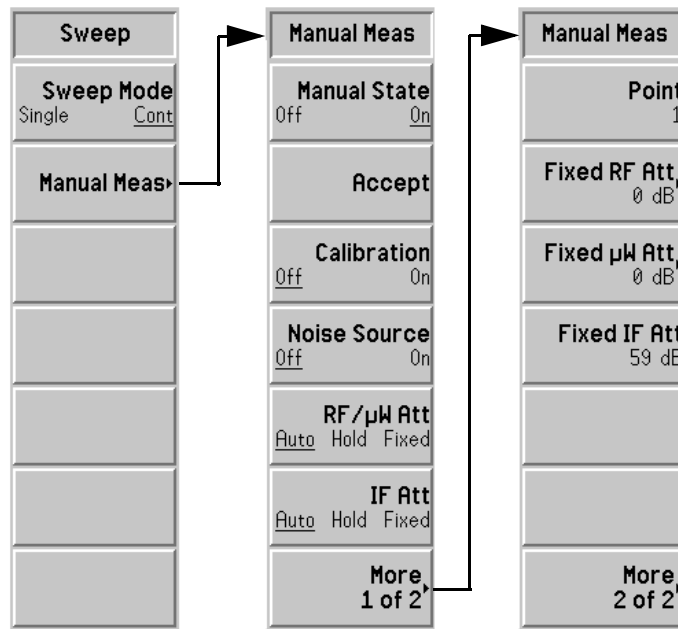 Sweep
Sweep Mode
Single Cont
Manual Meas
Manual Meas
Manual State
Off On
Accept
Calibration
Off On
Noise Source
Off On
RF/µW Att
Auto Hold Fixed
IF Att
Auto Hold Fixed
More
1 of 2
Manual Meas
Point
1
Fixed RF Att
0 dB
Fixed µW Att
0 dB
Fixed IF Att
59 dB
More
2 of 2